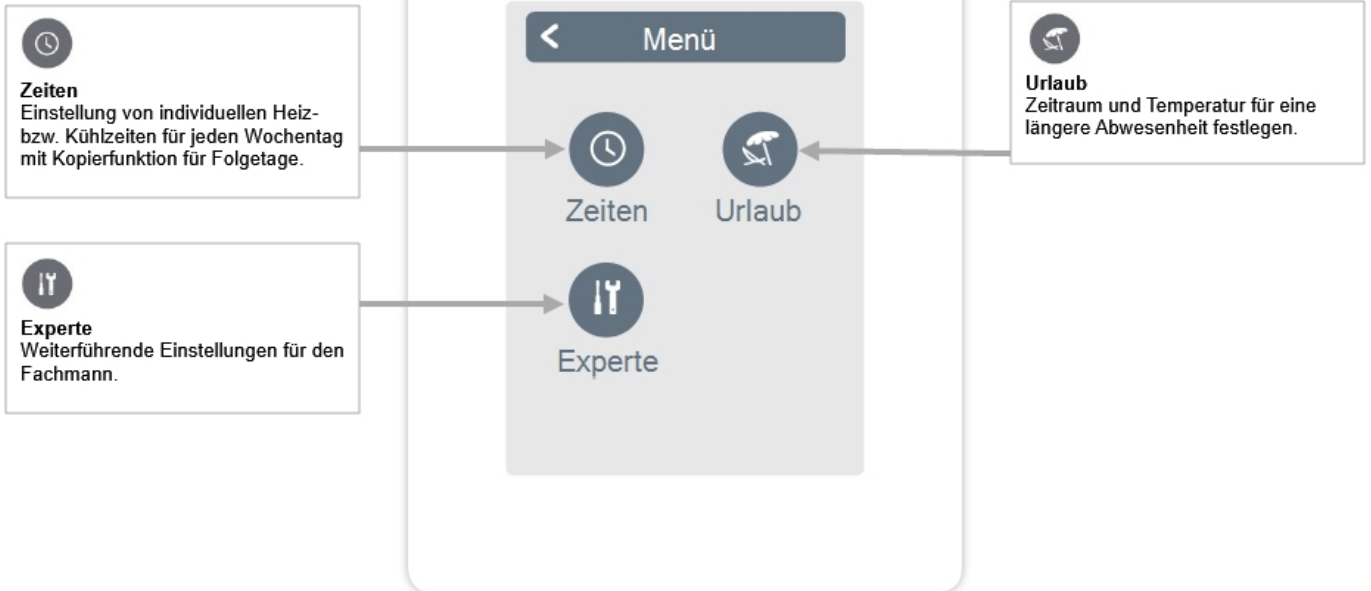 Zeiten
Einstellung von individuellen Heiz-
bzw. Kühlzeiten für jeden Wochentag
mit Kopierfunktion für Folgetage.
Experte
Weiterführende Einstellungen für den
Fachmann.
Menü
Zeiten
Urlaub
Experte
Urlaub
Zeitraum und Temperatur für eine
längere Abwesenheit festlegen.